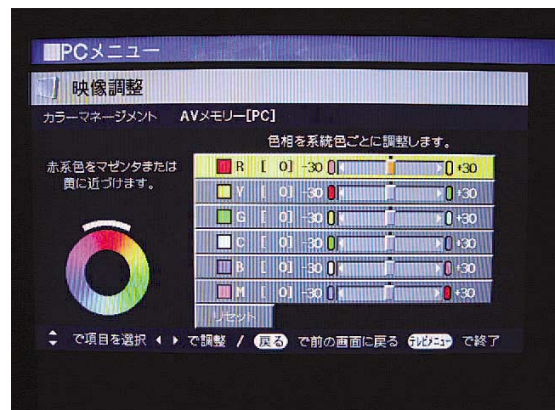 PCメニュー
映像調整
カラーマネージメント AVメモリー[PC]
色相を系統色ごとに調整します。
赤系色をマゼンタまたは
黄に近づけます。
R [ 0] -30 +30
Y [ 0] -30 +30
G [ 0] -30 +30
C [ 0] -30 +30
B [ 0] -30 +30
M [ 0] -30 +30
リセット
で項目を選択 で調整 / 戻る で前の画面に戻る テレビメニュー で終了